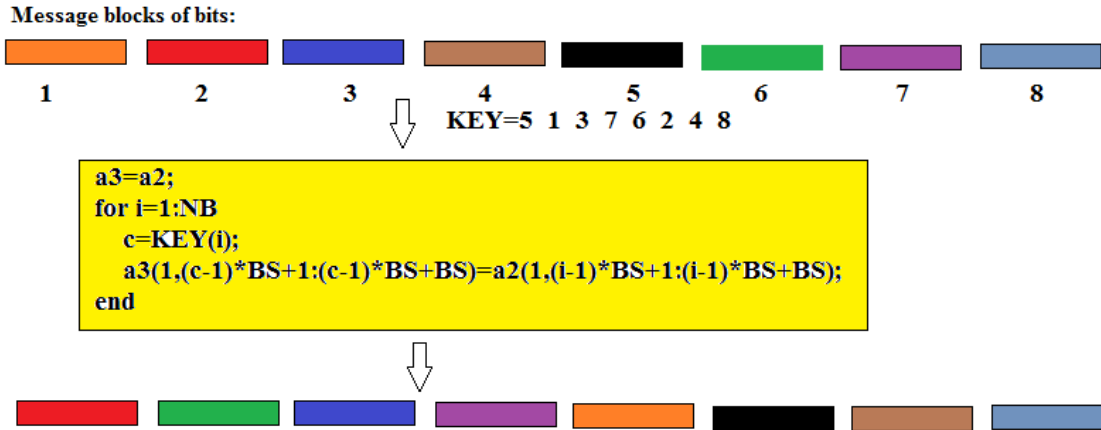 Message blocks of bits:
1 2 3 4 5 6 7 8
KEY=5 1 3 7 6 2 4 8
a3=a2;
for i=1:NB
c=KEY(i);
a3(1,(c-1)*BS+1:(c-1)*BS+BS)=a2(1,(i-1)*BS+1:(i-1)*BS+BS);
end